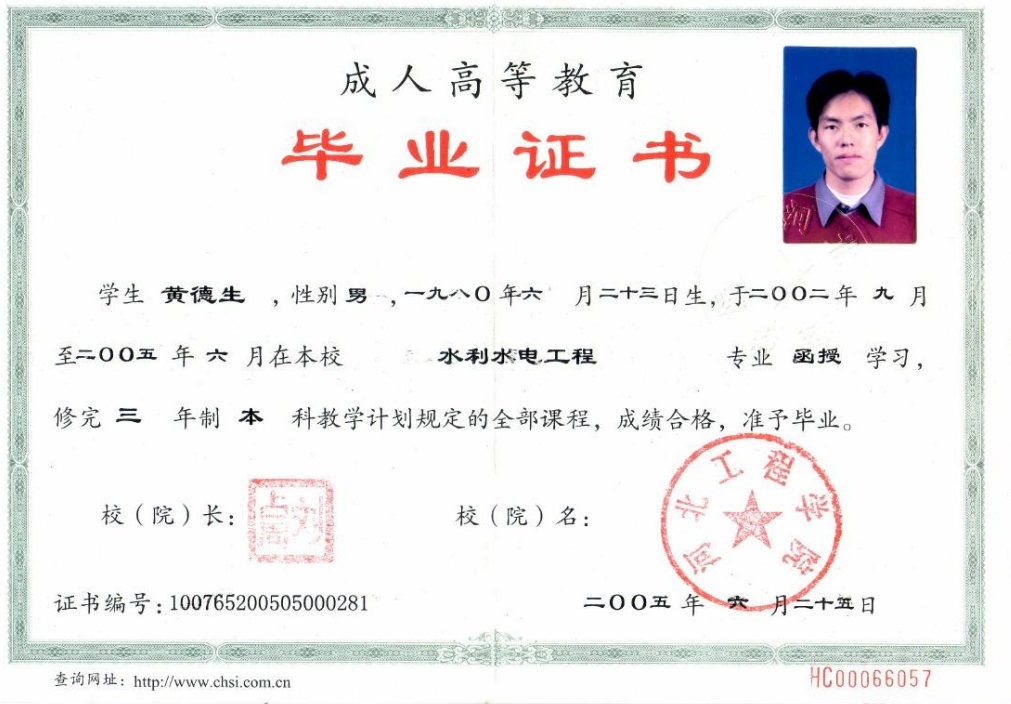 成人高等教育
毕业证书
学生 黄德生 ，性别 男 ，一九八〇年六 月二十三日生，于二〇〇二年 九 月
至二〇〇五 年 六 月在本校 水利水电工程 专业 函授 学习，
修完 三 年制 本 科教学计划规定的全部课程，成绩合格，准予毕业。
校（院）长：
校（院）名：
河北工程学院
证书编号：100765200505000281
二〇〇五 年 六 月二十五日
查询网址：http://www.chsi.com.cn
HC00066057